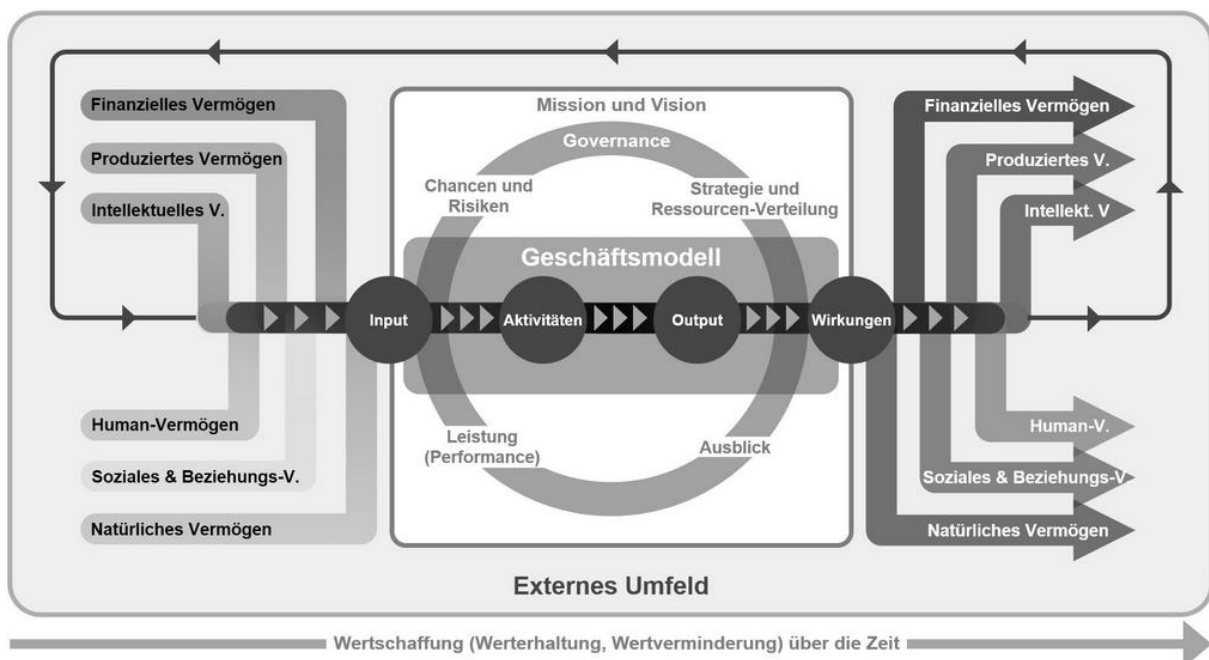 Finanzielles Vermögen
Produziertes Vermögen
Intellektuelles V.
Human-Vermögen
Soziales & Beziehungs-V.
Natürliches Vermögen
Mission und Vision
Governance
Chancen und
Risiken
Strategie und
Ressourcen-Verteilung
Geschäftsmodell
Input
Aktivitäten
Output
Wirkungen
Leistung
(Performance)
Ausblick
Finanzielles Vermögen
Produziertes V.
Intellekt. V
Human-V.
Soziales & Beziehungs-V
Natürliches Vermögen
Externes Umfeld
Wertschaffung (Werterhaltung, Wertverminderung) über die Zeit